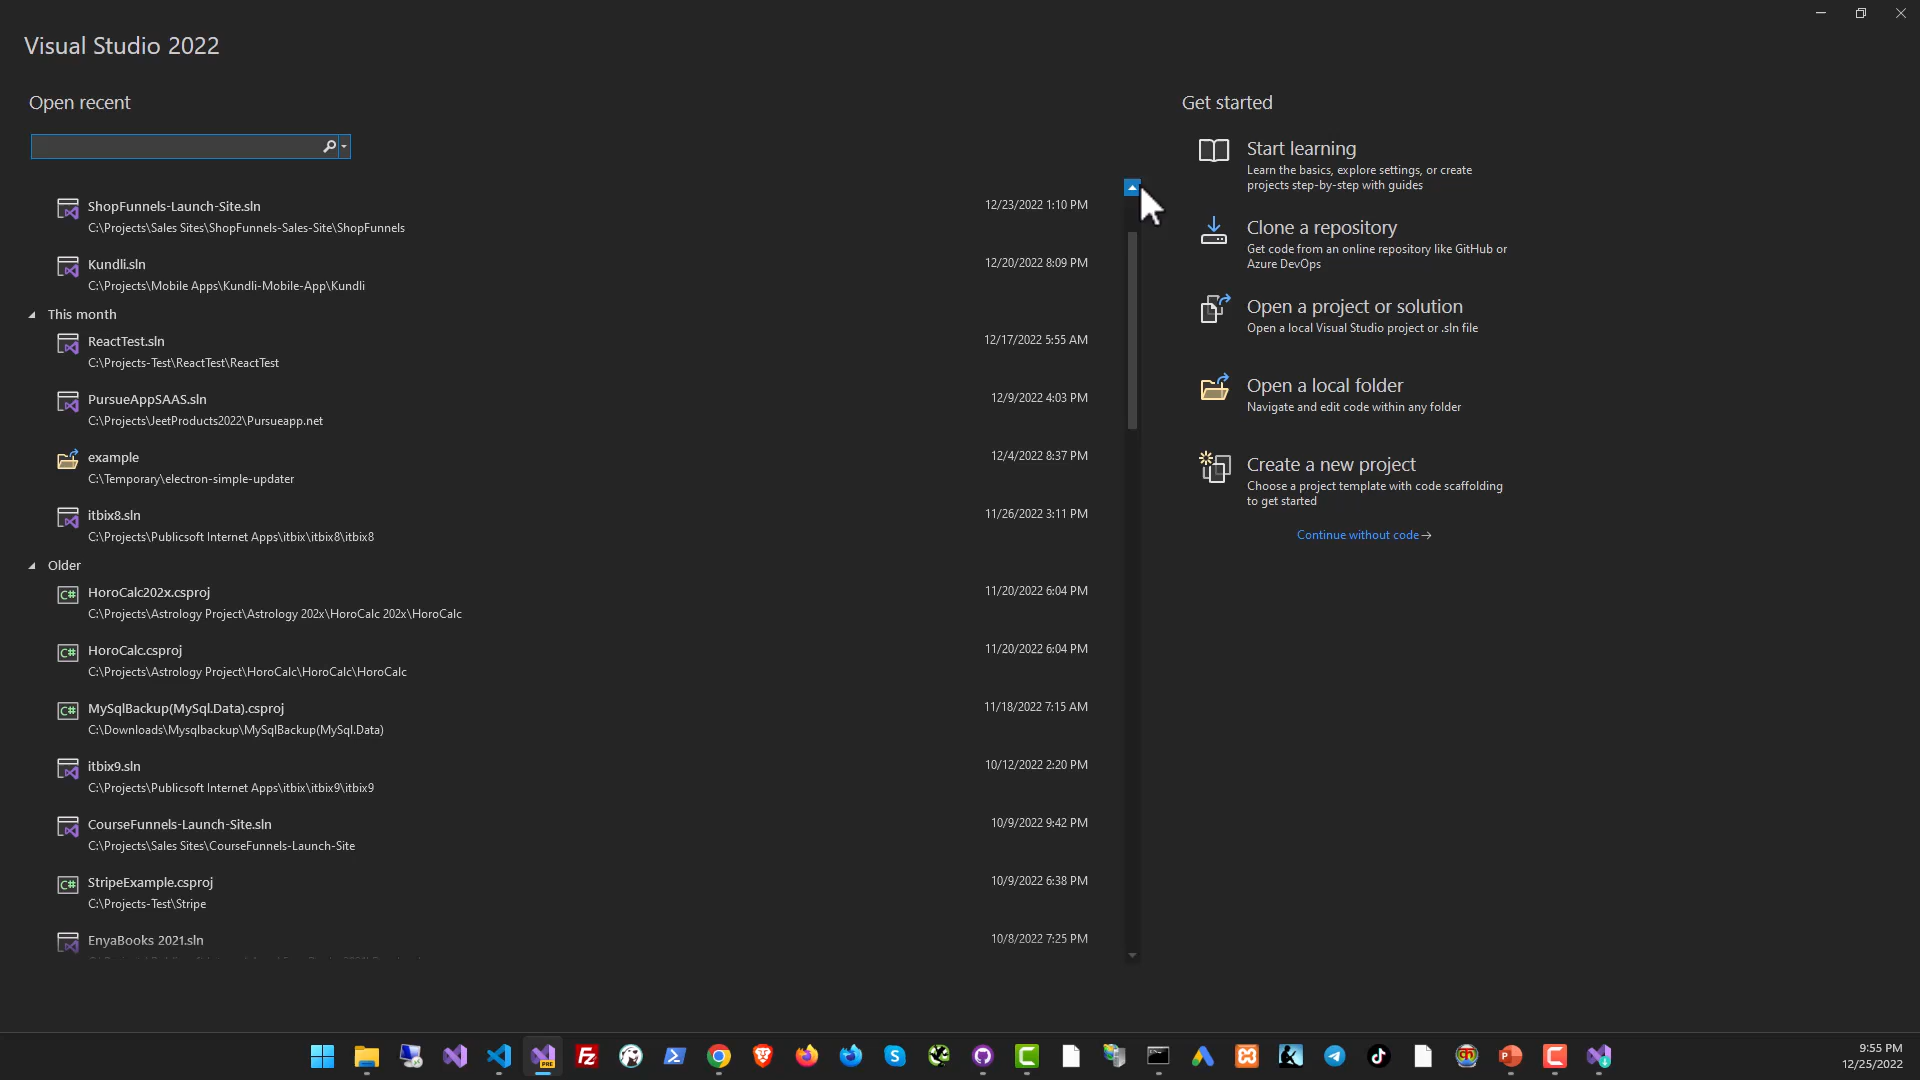 Visual Studio 2022
Open recent
ShopFunnels-Launch-Site.sln
12/23/2022 1:10 PM
C:\Projects\Sales Sites\ShopFunnels-Sales-Site\ShopFunnels
Kundli.sln
12/20/2022 8:09 PM
C:\Projects\Mobile Apps\Kundli-Mobile-App\Kundli
This month
ReactTest.sln
12/17/2022 5:55 AM
C:\Projects-Test\ReactTest\ReactTest
PursueAppSAAS.sln
12/9/2022 4:03 PM
C:\Projects\JeetProducts2022\Pursueapp.net
example
12/4/2022 8:37 PM
C:\Temporary\electron-simple-updater
itbix8.sln
11/26/2022 3:11 PM
C:\Projects\Publicsoft Internet Apps\itbix\itbix8\itbix8
Older
HoroCalc202x.csproj
11/20/2022 6:04 PM
C:\Projects\Astrology Project\Astrology 202x\HoroCalc 202x\HoroCalc
HoroCalc.csproj
11/20/2022 6:04 PM
C:\Projects\Astrology Project\HoroCalc\HoroCalc\HoroCalc
MySqlBackup(MySql.Data).csproj
11/18/2022 7:15 AM
C:\Downloads\Mysqlbackup\MySqlBackup(MySql.Data)
itbix9.sln
10/12/2022 2:20 PM
C:\Projects\Publicsoft Internet Apps\itbix\itbix9\itbix9
CourseFunnels-Launch-Site.sln
10/9/2022 9:42 PM
C:\Projects\Sales Sites\CourseFunnels-Launch-Site
StripeExample.csproj
10/9/2022 6:38 PM
C:\Projects-Test\Stripe
EnyaBooks 2021.sln
10/8/2022 7:25 PM
Get started
Start learning
Learn the basics, explore settings, or create
projects step-by-step with guides
Clone a repository
Get code from an online repository like GitHub or
Azure DevOps
Open a project or solution
Open a local Visual Studio project or .sln file
Open a local folder
Navigate and edit code within any folder
Create a new project
Choose a project template with code scaffolding
to get started
Continue without code
9:55 PM
12/25/2022